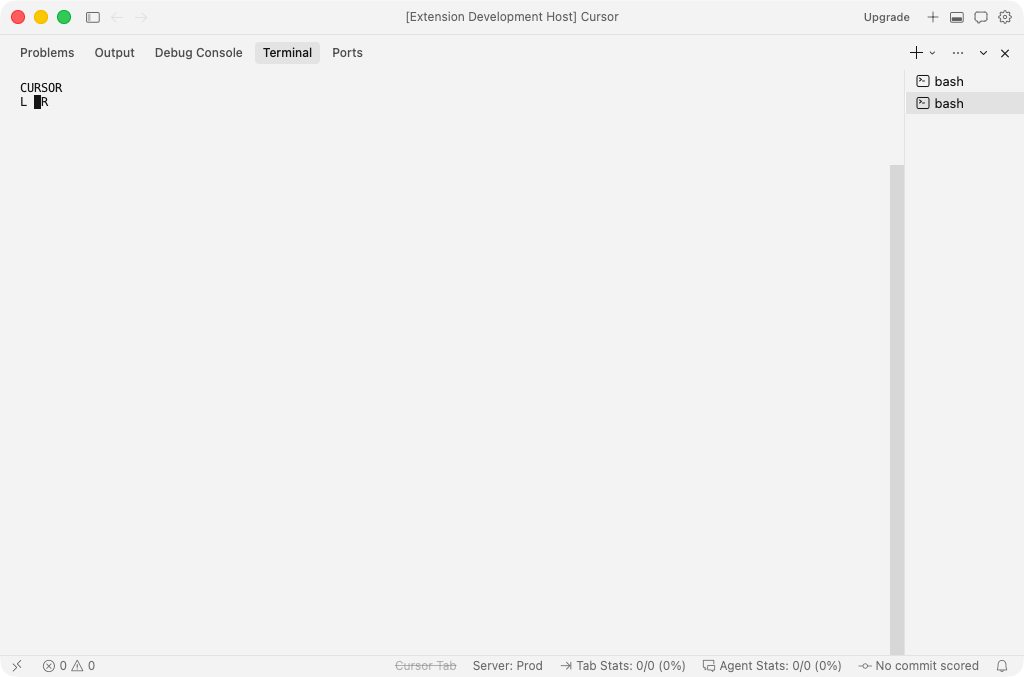 [Extension Development Host] Cursor
Upgrade
Problems Output Debug Console Terminal Ports
CURSOR
L R
bash
bash
0 0 Cursor Tab Server: Prod Tab Stats: 0/0 (0%) Agent Stats: 0/0 (0%) No commit scored